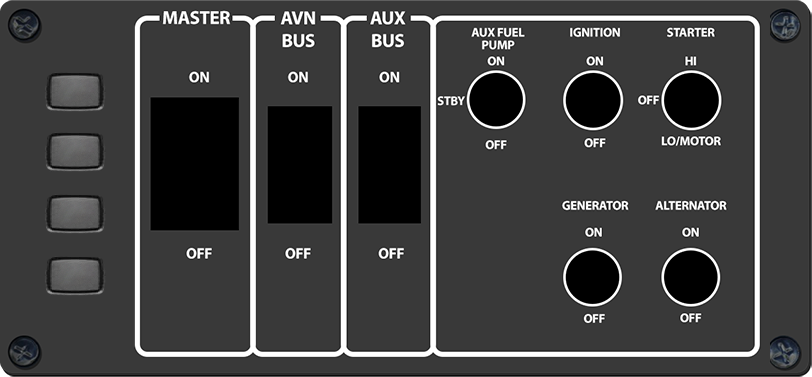 MASTER
ON
OFF
AVN
BUS
ON
OFF
AUX
BUS
ON
OFF
AUX FUEL
PUMP
ON
STBY
OFF
IGNITION
ON
OFF
STARTER
HI
OFF
LO/MOTOR
GENERATOR
ON
OFF
ALTERNATOR
ON
OFF